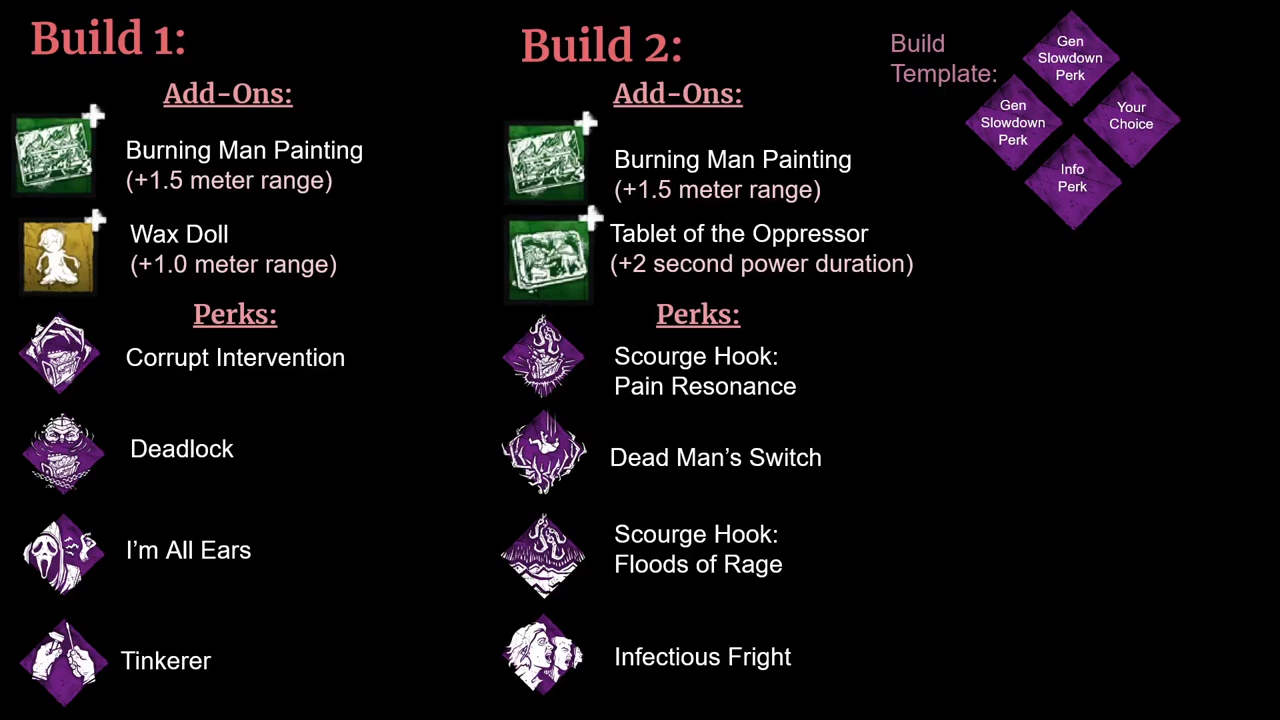 Build 1:
Add-Ons:
Burning Man Painting
(+1.5 meter range)
Wax Doll
(+1.0 meter range)
Perks:
Corrupt Intervention
Deadlock
I'm All Ears
Tinkerer
Build 2:
Add-Ons:
Burning Man Painting
(+1.5 meter range)
Tablet of the Oppressor
(+2 second power duration)
Perks:
Scourge Hook:
Pain Resonance
Dead Man's Switch
Scourge Hook:
Floods of Rage
Infectious Fright
Build
Template:
Gen
Slowdown
Perk
Gen
Slowdown
Perk
Your
Choice
Info
Perk